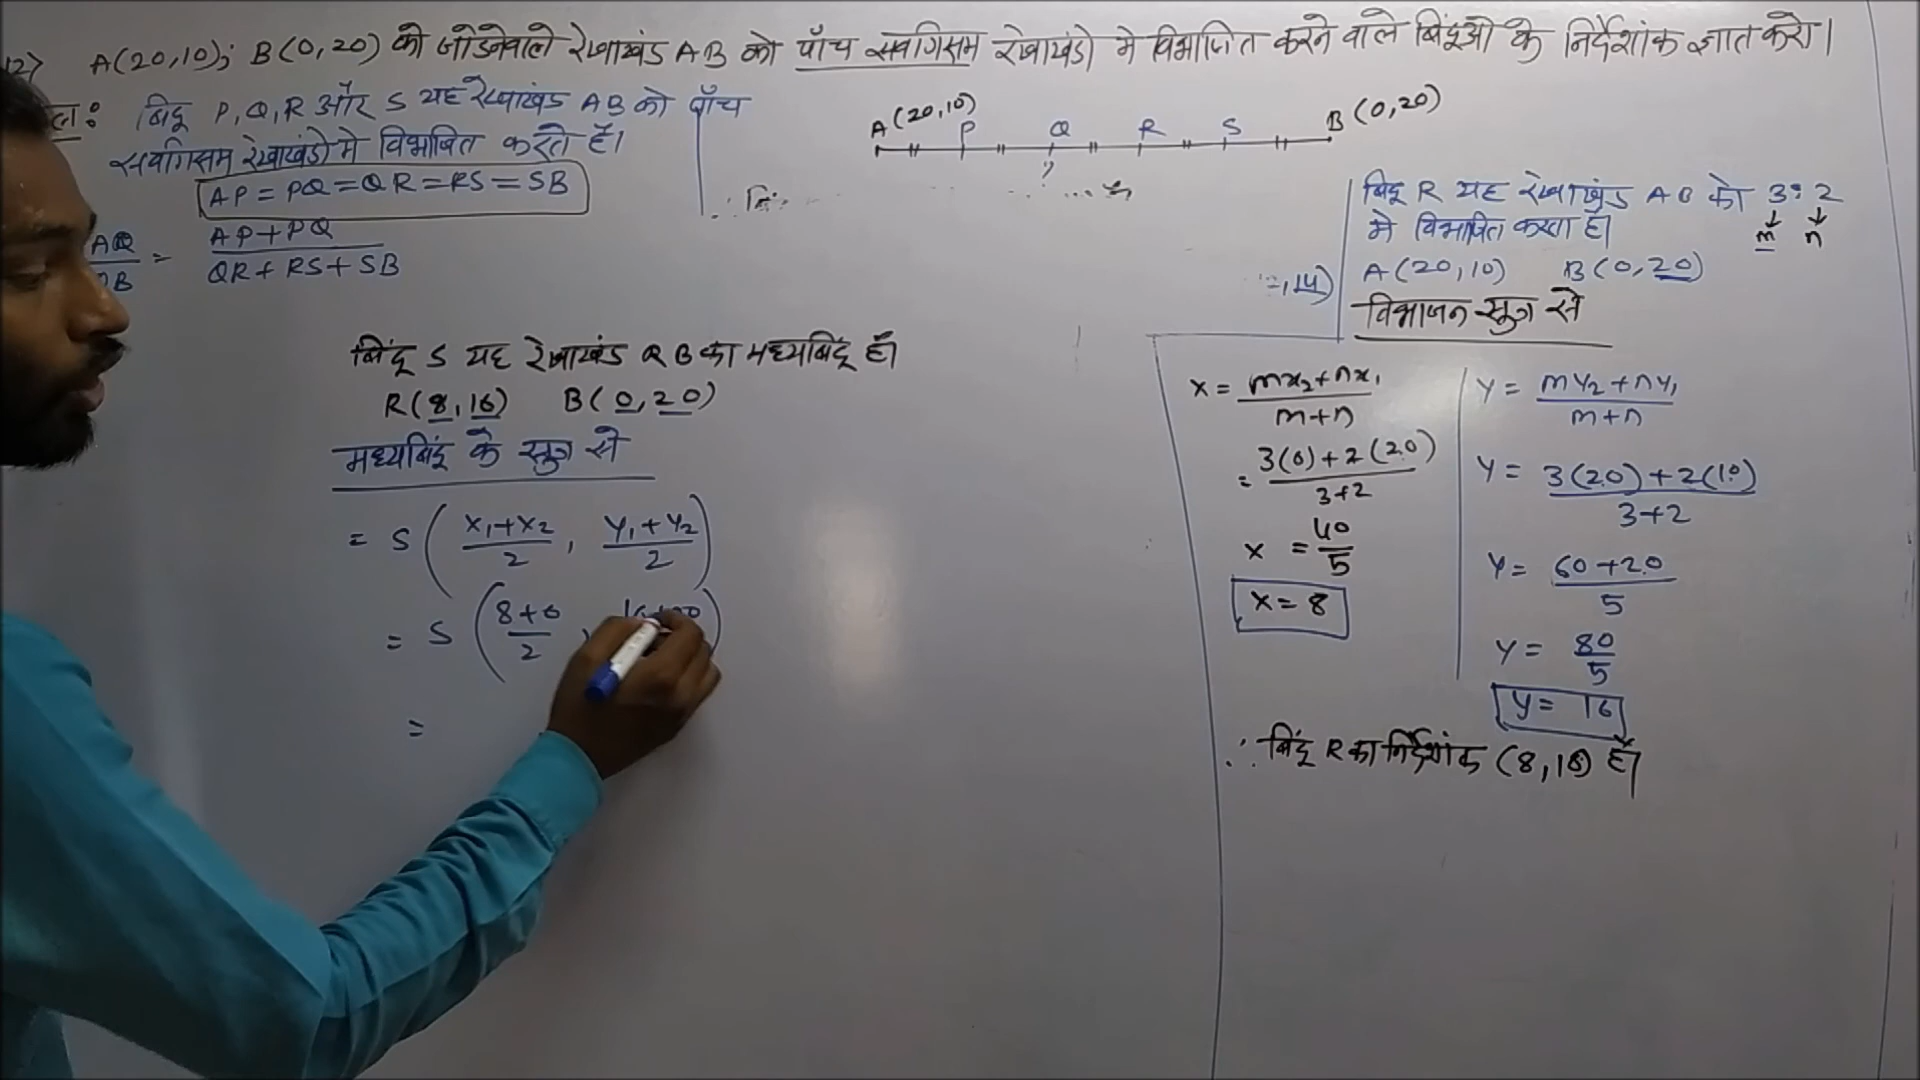 12) A(20,10); B(0,20) को जोडनेवाले रेखाखंड AB को पाँच सर्वागिसम रेखाखंडो मे विभाजित करने वाले बिंदूओ के निर्देशांक ज्ञात करो।
ल: बिंदू P,Q,R और S यह रेखाखंड AB को पाँच
सर्वागिसम रेखाखंडो मे विभाजित करते हैं।
AP = PQ = QR = RS = SB
AQ = AP+PQ
QR+RS+SB
A(20,10) P Q R S B(0,20)
बिंदू S यह रेखाखंड RB का मध्यबिंदू हैं।
R(8,16) B(0,20)
मध्यबिंदू के सुत्र से
= S ( x₁+x₂ / 2 , y₁+y₂ / 2 )
= S ( 8+0 / 2 ,
=
बिंदू R यह रेखाखंड AB को 3:2
मे विभाजित करता हैं। m n
A(20,10) B(0,20)
विभाजन सुत्र से
x = mx₂+nx₁ / m+n
= 3(0)+2(20) / 3+2
x = 40/5
x = 8
y = my₂+ny₁ / m+n
y = 3(20)+2(10) / 3+2
y = 60+20 / 5
y = 80/5
y = 16
∴ बिंदू R का निर्देशांक (8,16) हैं।